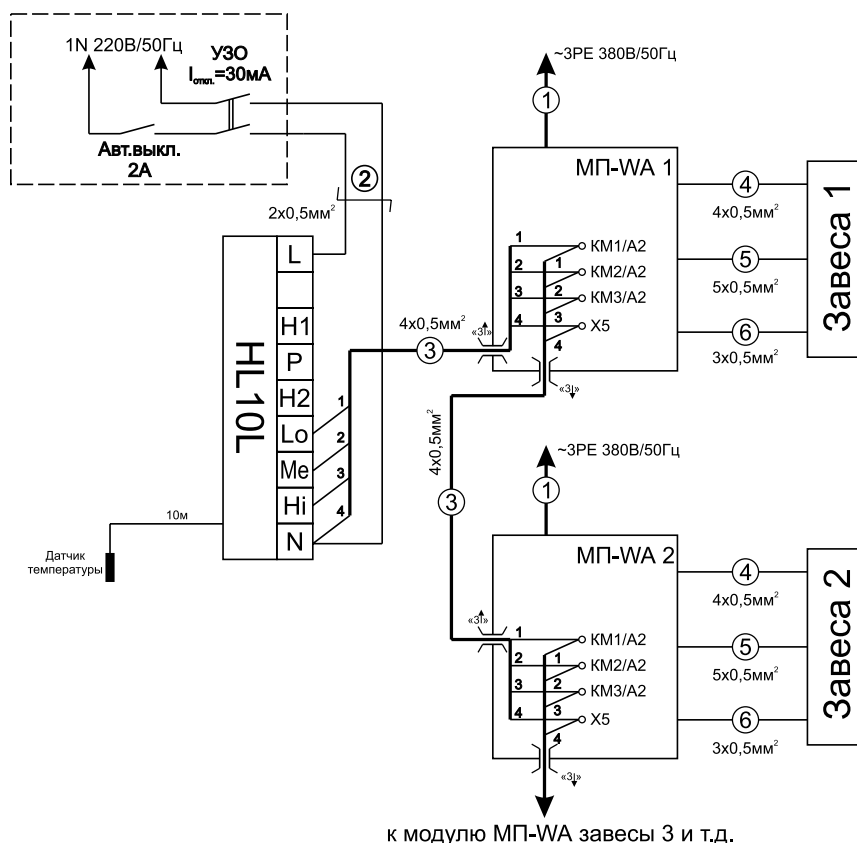 1N 220В/50Гц
УЗО
Iоткл.=30мА
Авт.выкл.
2А
2
2х0,5мм²
HL10L
L
H1
P
H2
Lo
Me
Hi
N
1
2
3
4
10м
Датчик
температуры
4х0,5мм²
3
~3РЕ 380В/50Гц
1
МП-WA 1
1
2
3
4
КМ1/А2
КМ2/А2
КМ3/А2
Х5
1
2
3
4
«3I»
«3I»
4
4х0,5мм²
5
5х0,5мм²
6
3х0,5мм²
Завеса 1
4х0,5мм²
3
~3РЕ 380В/50Гц
1
МП-WA 2
«3I»
1
2
3
4
КМ1/А2
КМ2/А2
КМ3/А2
Х5
1
2
3
4
«3I»
4
4х0,5мм²
5
5х0,5мм²
6
3х0,5мм²
Завеса 2
к модулю МП-WA завесы 3 и т.д.